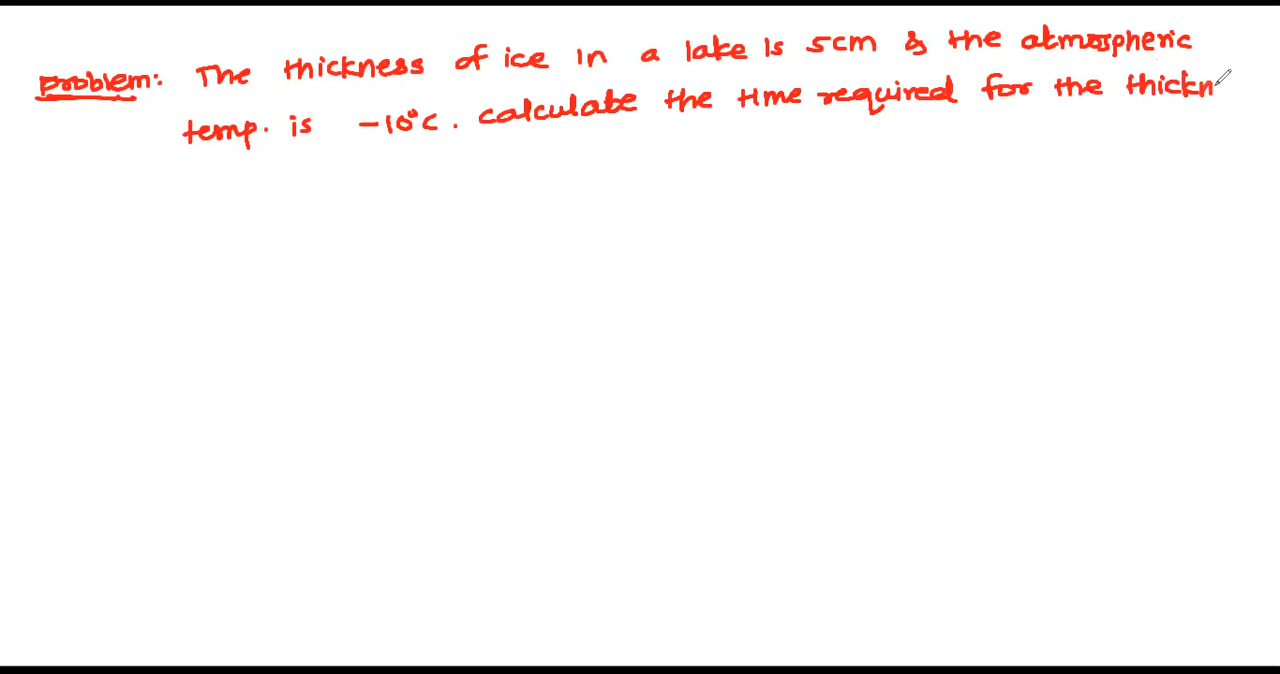 Problem: The thickness of ice in a lake is 5cm & the atmospheric
temp. is -10°C. calculate the time required for the thickn